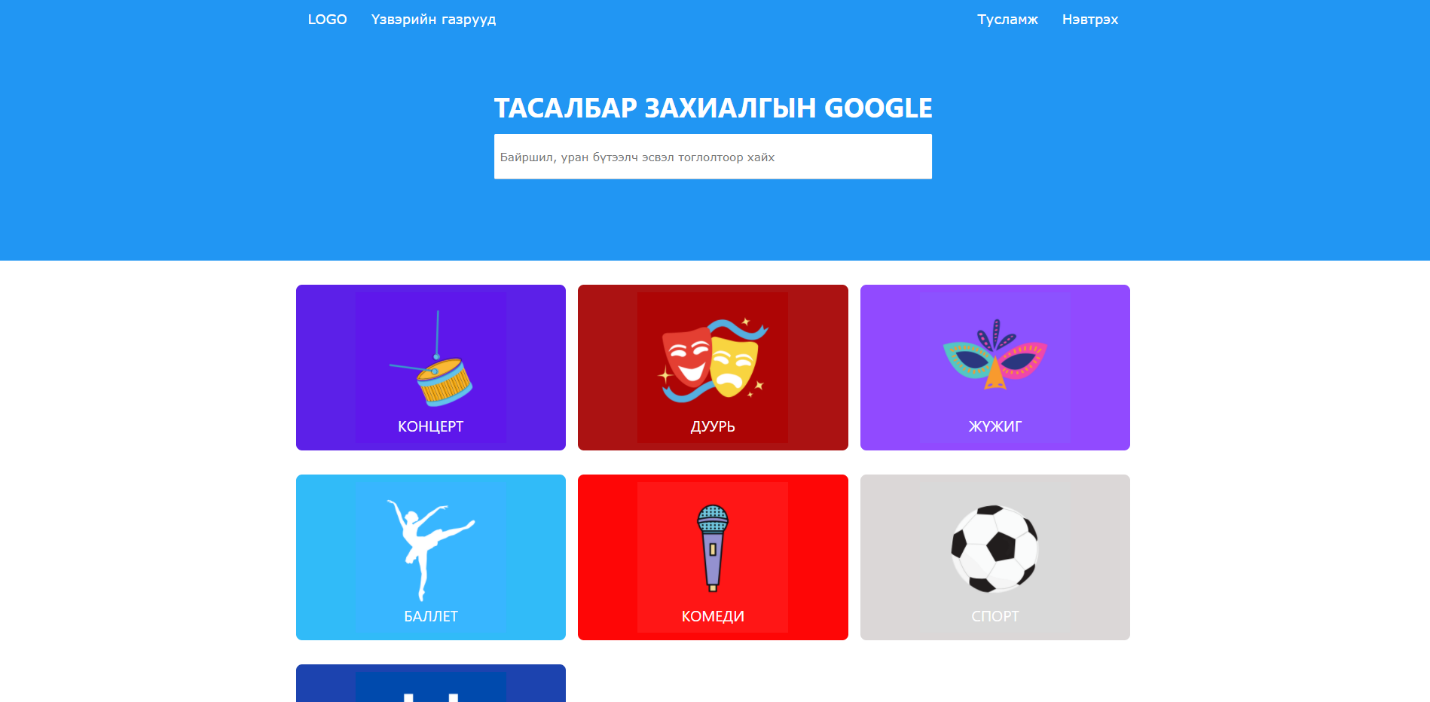 LOGO Үзвэрийн газрууд Тусламж Нэвтрэх
ТАСАЛБАР ЗАХИАЛГЫН GOOGLE
Байршил, уран бүтээлч эсвэл тоглолтоор хайх
КОНЦЕРТ ДУУРЬ ЖҮЖИГ
БАЛЛЕТ КОМЕДИ СПОРТ